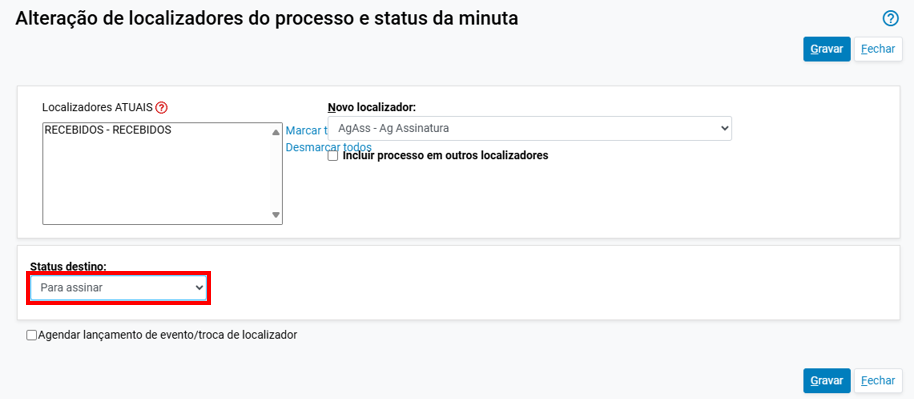 Alteração de localizadores do processo e status da minuta
Gravar Fechar
Localizadores ATUAIS
RECEBIDOS - RECEBIDOS
Marcar t
Desmarcar todos
Novo localizador:
AgAss - Ag Assinatura
Incluir processo em outros localizadores
Status destino:
Para assinar
Agendar lançamento de evento/troca de localizador
Gravar Fechar